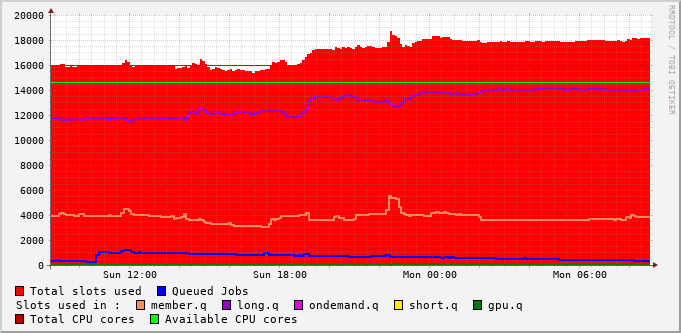 20000
18000
16000
14000
12000
10000
8000
6000
4000
2000
0
Sun 12:00 Sun 18:00 Mon 00:00 Mon 06:00
RRDTOOL / TOBI OETIKER
Total slots used Queued Jobs
Slots used in : member.q long.q ondemand.q short.q gpu.q
Total CPU cores Available CPU cores